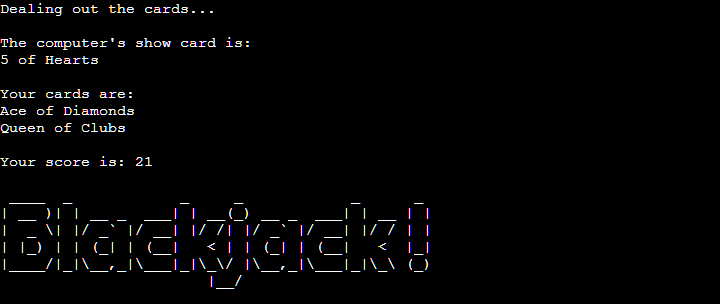 Dealing out the cards...
The computer's show card is:
5 of Hearts
Your cards are:
Ace of Diamonds
Queen of Clubs
Your score is: 21
Blackjack!